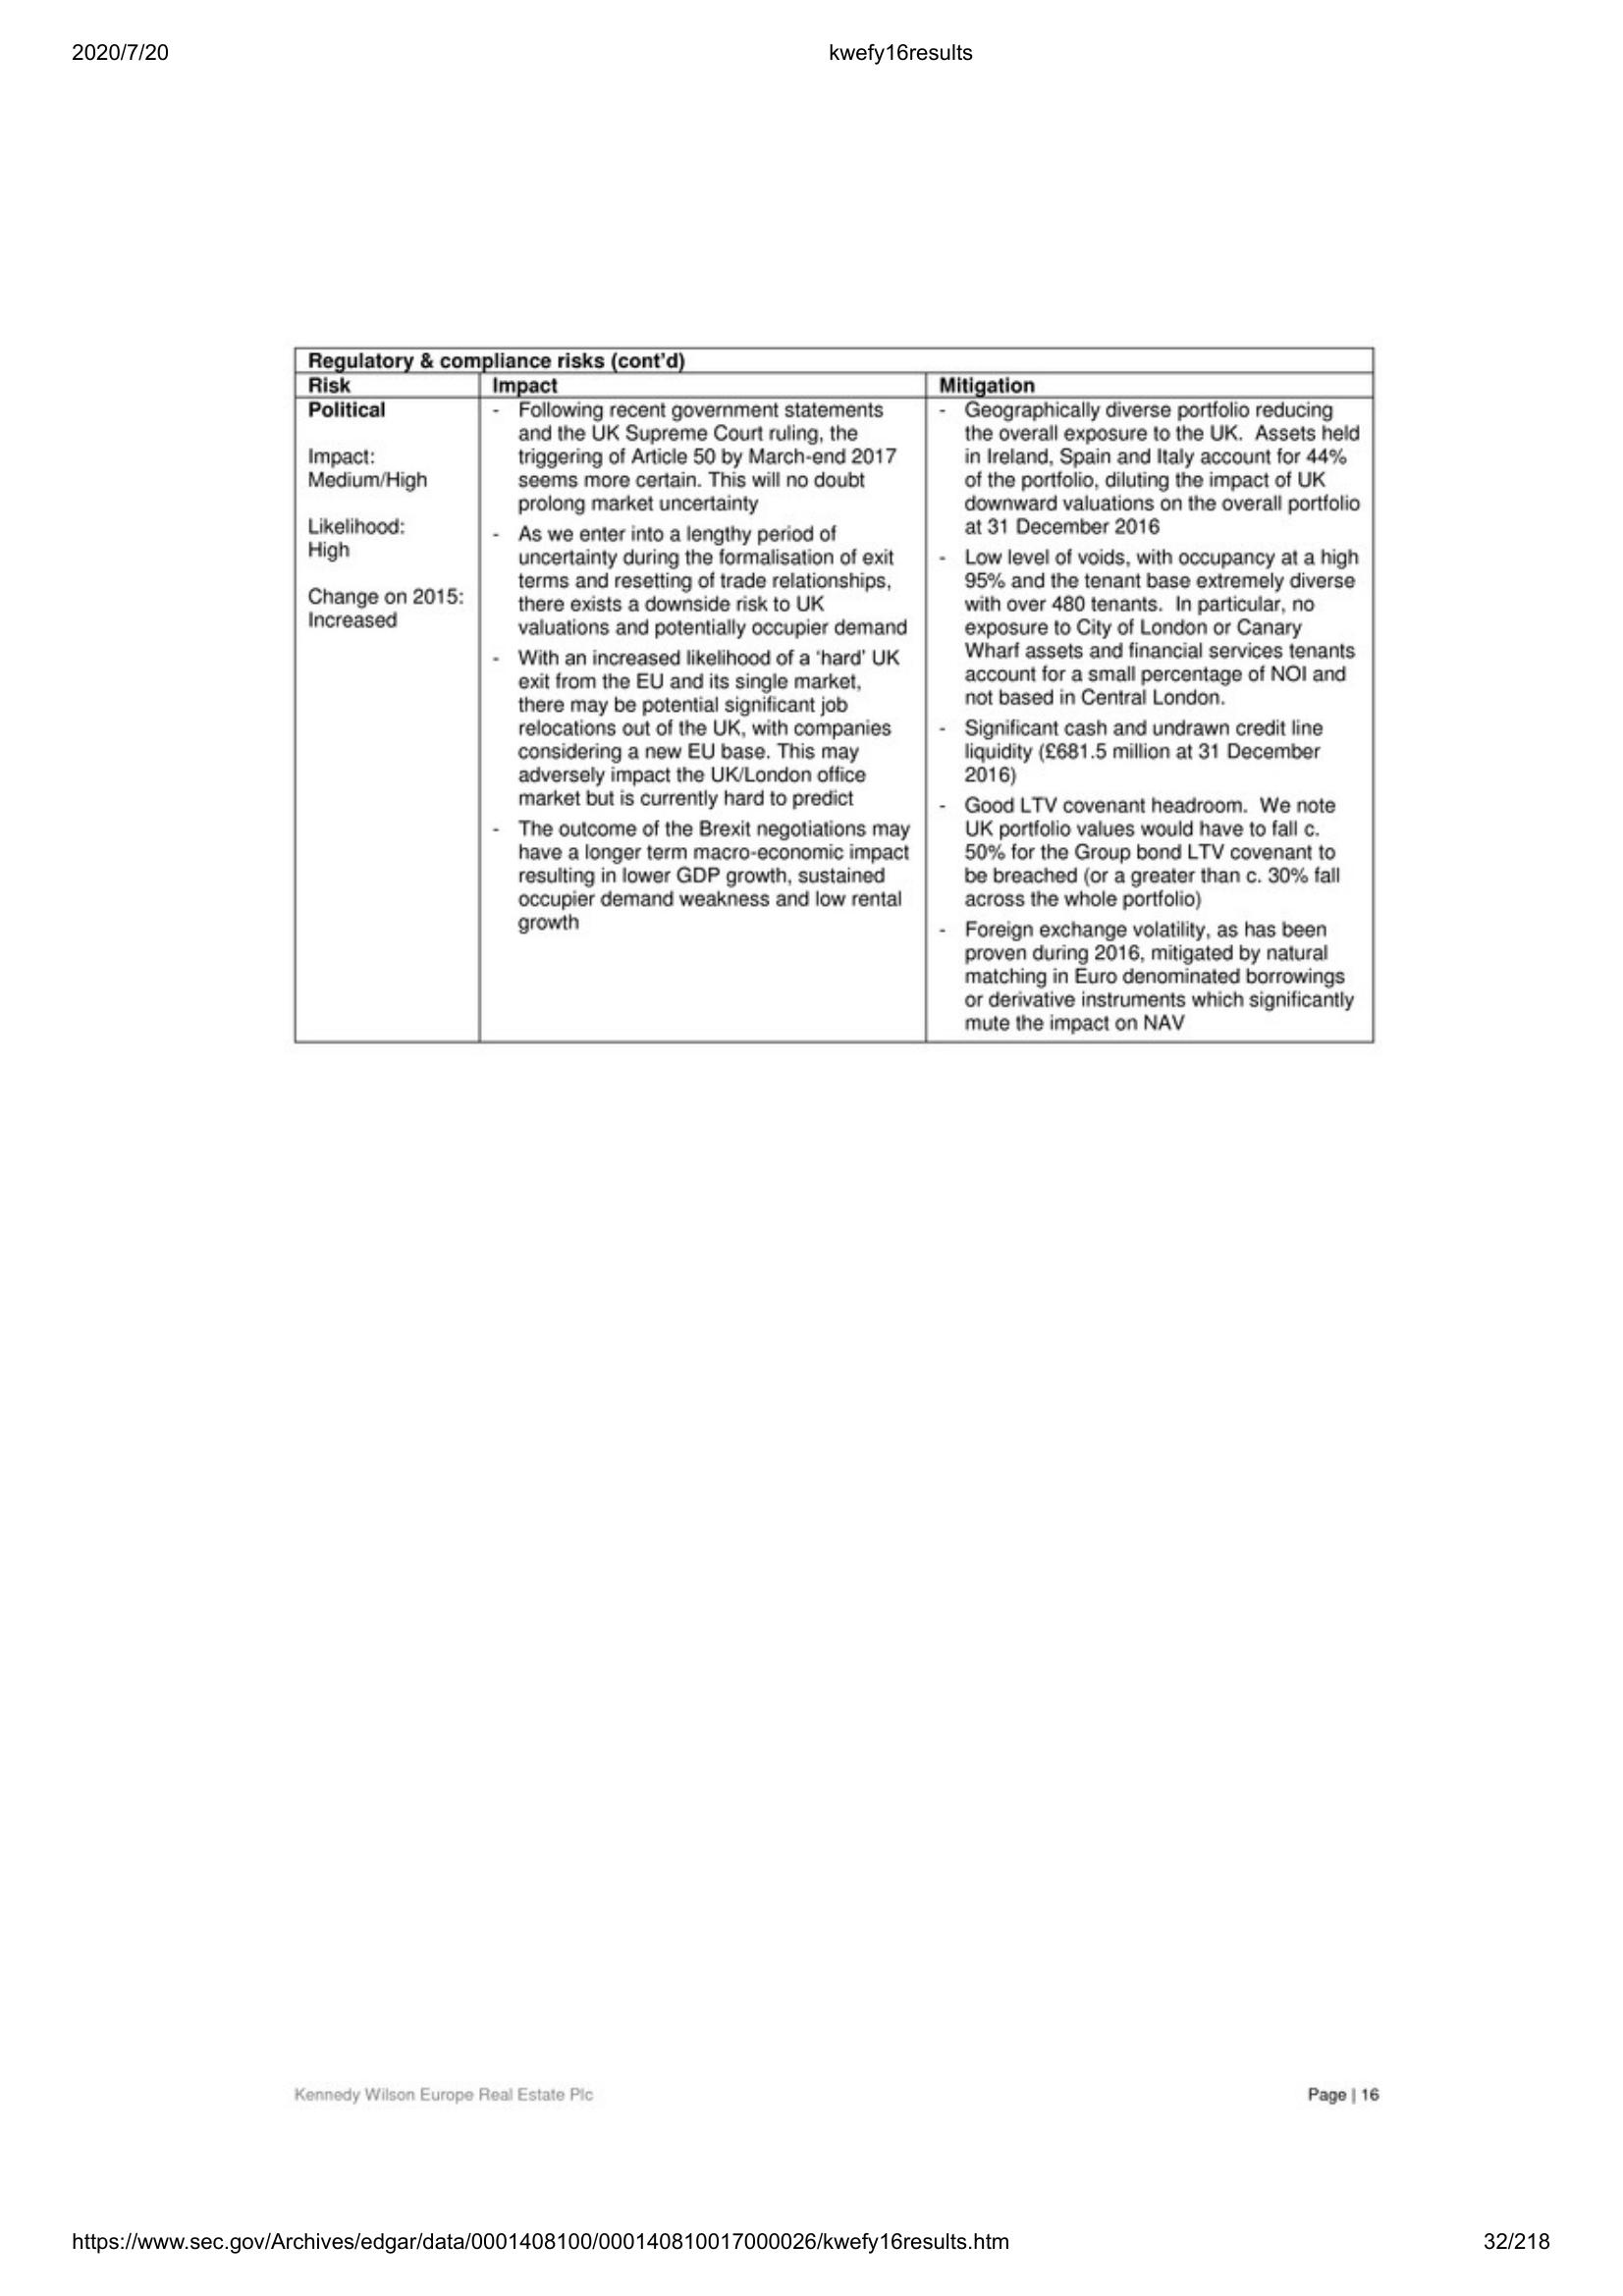 2020/7/20
kwefy16results
Regulatory & compliance risks (cont'd)
Risk
Impact
Mitigation
Political
Impact:
Medium/High
Likelihood:
High
Change on 2015:
Increased
- Following recent government statements
and the UK Supreme Court ruling, the
triggering of Article 50 by March-end 2017
seems more certain. This will no doubt
prolong market uncertainty
- As we enter into a lengthy period of
uncertainty during the formalisation of exit
terms and resetting of trade relationships,
there exists a downside risk to UK
valuations and potentially occupier demand
- With an increased likelihood of a ‘hard’ UK
exit from the EU and its single market,
there may be potential significant job
relocations out of the UK, with companies
considering a new EU base. This may
adversely impact the UK/London office
market but is currently hard to predict
- The outcome of the Brexit negotiations may
have a longer term macro-economic impact
resulting in lower GDP growth, sustained
occupier demand weakness and low rental
growth
- Geographically diverse portfolio reducing
the overall exposure to the UK. Assets held
in Ireland, Spain and Italy account for 44%
of the portfolio, diluting the impact of UK
downward valuations on the overall portfolio
at 31 December 2016
- Low level of voids, with occupancy at a high
95% and the tenant base extremely diverse
with over 480 tenants. In particular, no
exposure to City of London or Canary
Wharf assets and financial services tenants
account for a small percentage of NOI and
not based in Central London.
- Significant cash and undrawn credit line
liquidity (£681.5 million at 31 December
2016)
- Good LTV covenant headroom. We note
UK portfolio values would have to fall c.
50% for the Group bond LTV covenant to
be breached (or a greater than c. 30% fall
across the whole portfolio)
- Foreign exchange volatility, as has been
proven during 2016, mitigated by natural
matching in Euro denominated borrowings
or derivative instruments which significantly
mute the impact on NAV
Kennedy Wilson Europe Real Estate Plc
Page | 16
https://www.sec.gov/Archives/edgar/data/0001408100/000140810017000026/kwefy16results.htm
32/218